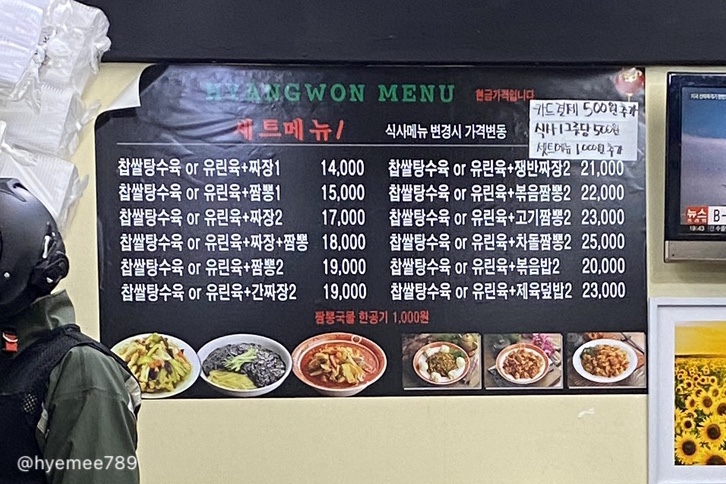 HYANGWON MENU 현금가격입니다
세트메뉴1 식사메뉴 변경시 가격변동
카드결제 500원추가
식사1그릇당 500원
셋트메뉴 1000원추가
찹쌀탕수육 or 유린육+짜장1 14,000
찹쌀탕수육 or 유린육+짬뽕1 15,000
찹쌀탕수육 or 유린육+짜장2 17,000
찹쌀탕수육 or 유린육+짜장+짬뽕 18,000
찹쌀탕수육 or 유린육+짬뽕2 19,000
찹쌀탕수육 or 유린육+간짜장2 19,000
찹쌀탕수육 or 유린육+쟁반짜장2 21,000
찹쌀탕수육 or 유린육+볶음짬뽕2 22,000
찹쌀탕수육 or 유린육+고기짬뽕2 23,000
찹쌀탕수육 or 유린육+차돌짬뽕2 25,000
찹쌀탕수육 or 유린육+볶음밥2 20,000
찹쌀탕수육 or 유린육+제육덮밥2 23,000
짬뽕국물 한공기 1,000원
뉴스
B-
19:43
@hyemee789